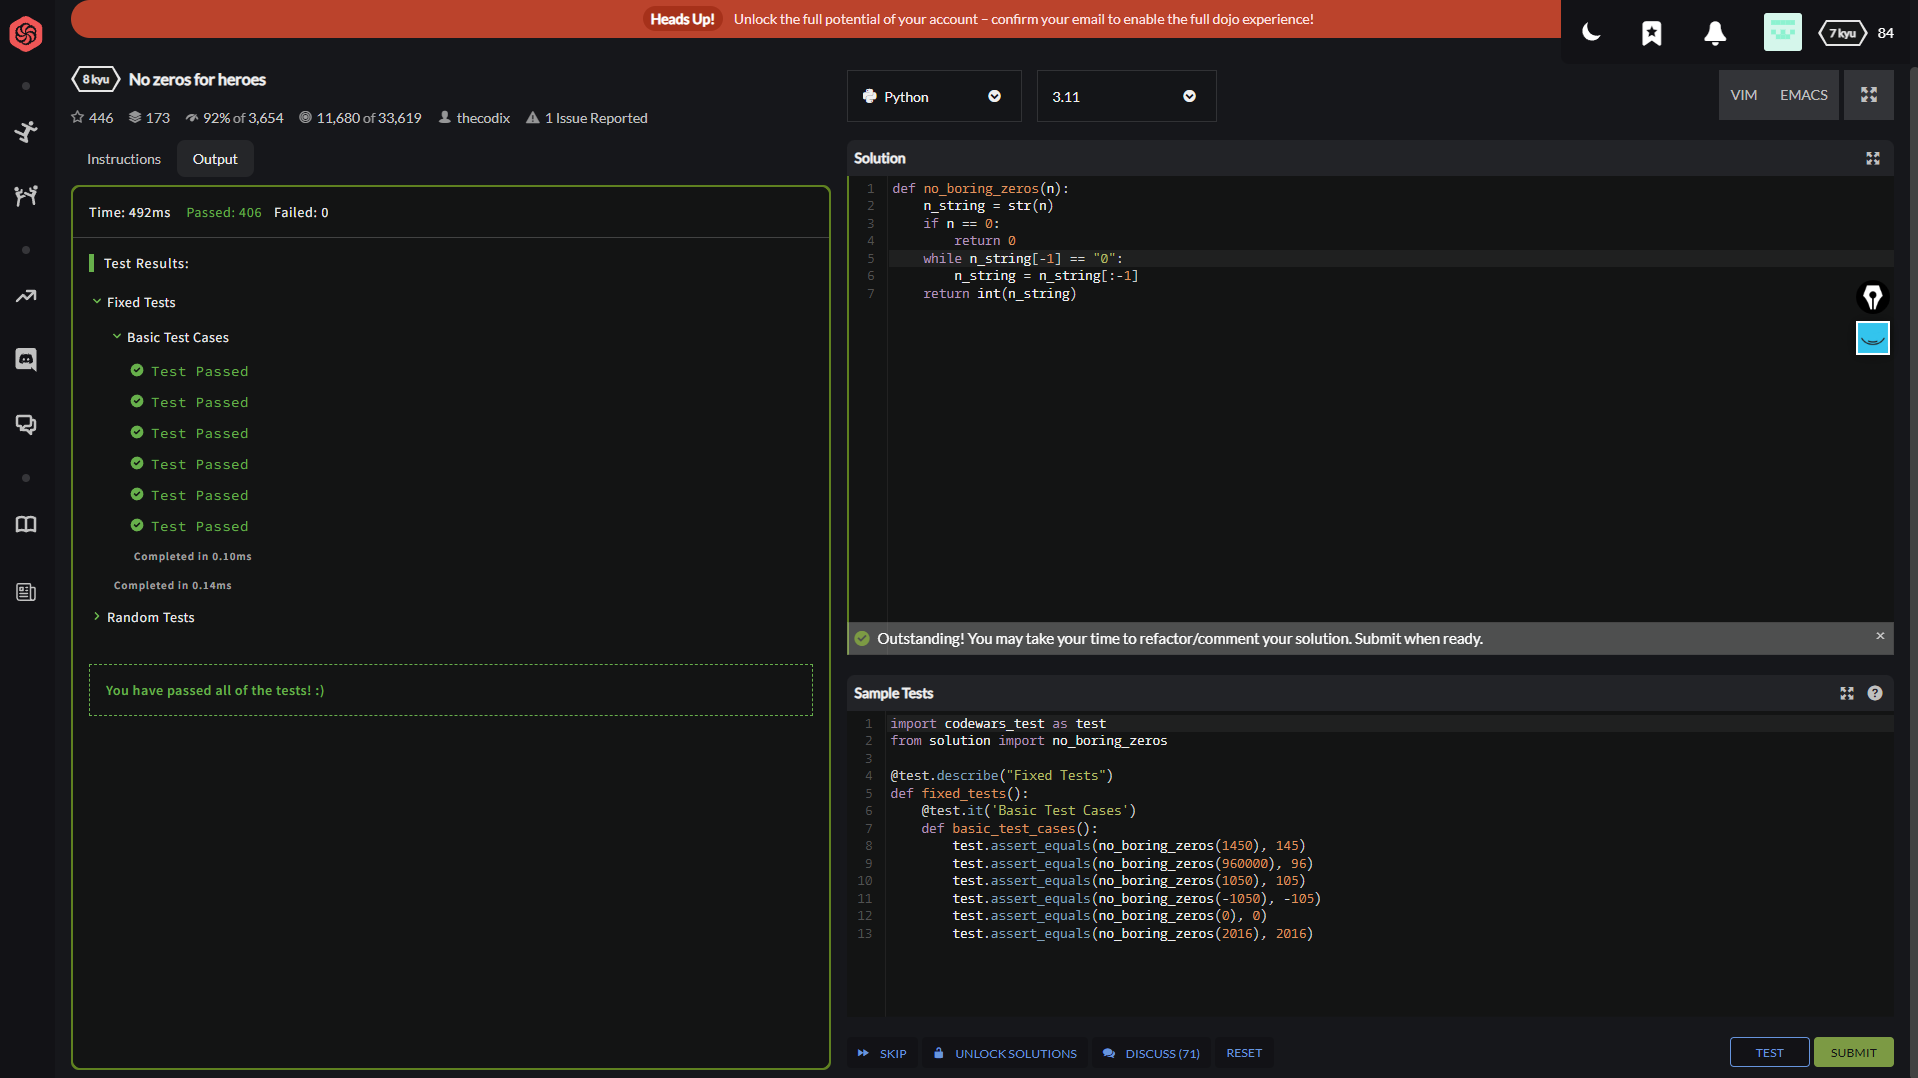 Heads Up! Unlock the full potential of your account – confirm your email to enable the full dojo experience!
7 kyu 84
8 kyu No zeros for heroes
446 173 92% of 3,654 11,680 of 33,619 thecodix 1 Issue Reported
Instructions Output
Time: 492ms Passed: 406 Failed: 0
Test Results:
Fixed Tests
Basic Test Cases
Test Passed
Test Passed
Test Passed
Test Passed
Test Passed
Test Passed
Completed in 0.10ms
Completed in 0.14ms
Random Tests
You have passed all of the tests! :)
Python 3.11 VIM EMACS
Solution
1 def no_boring_zeros(n):
2     n_string = str(n)
3     if n == 0:
4         return 0
5     while n_string[-1] == "0":
6         n_string = n_string[:-1]
7     return int(n_string)
Outstanding! You may take your time to refactor/comment your solution. Submit when ready. ×
Sample Tests ?
1 import codewars_test as test
2 from solution import no_boring_zeros
3
4 @test.describe("Fixed Tests")
5 def fixed_tests():
6     @test.it('Basic Test Cases')
7     def basic_test_cases():
8         test.assert_equals(no_boring_zeros(1450), 145)
9         test.assert_equals(no_boring_zeros(960000), 96)
10         test.assert_equals(no_boring_zeros(1050), 105)
11         test.assert_equals(no_boring_zeros(-1050), -105)
12         test.assert_equals(no_boring_zeros(0), 0)
13         test.assert_equals(no_boring_zeros(2016), 2016)
SKIP UNLOCK SOLUTIONS DISCUSS (71) RESET TEST SUBMIT